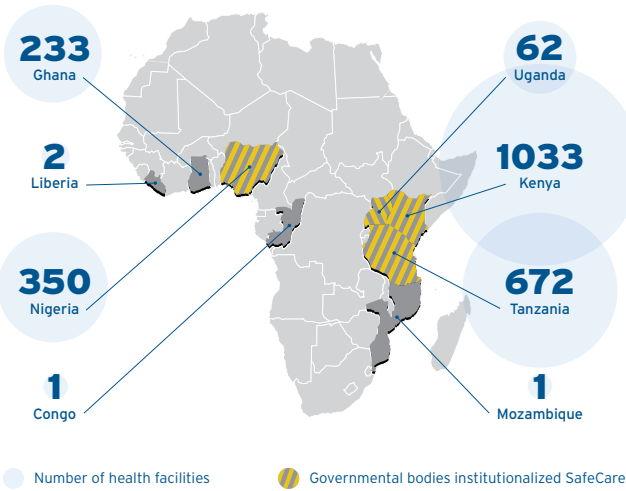 233
Ghana
62
Uganda
2
Liberia
1033
Kenya
350
Nigeria
672
Tanzania
1
Congo
1
Mozambique
Number of health facilities
Governmental bodies institutionalized SafeCare